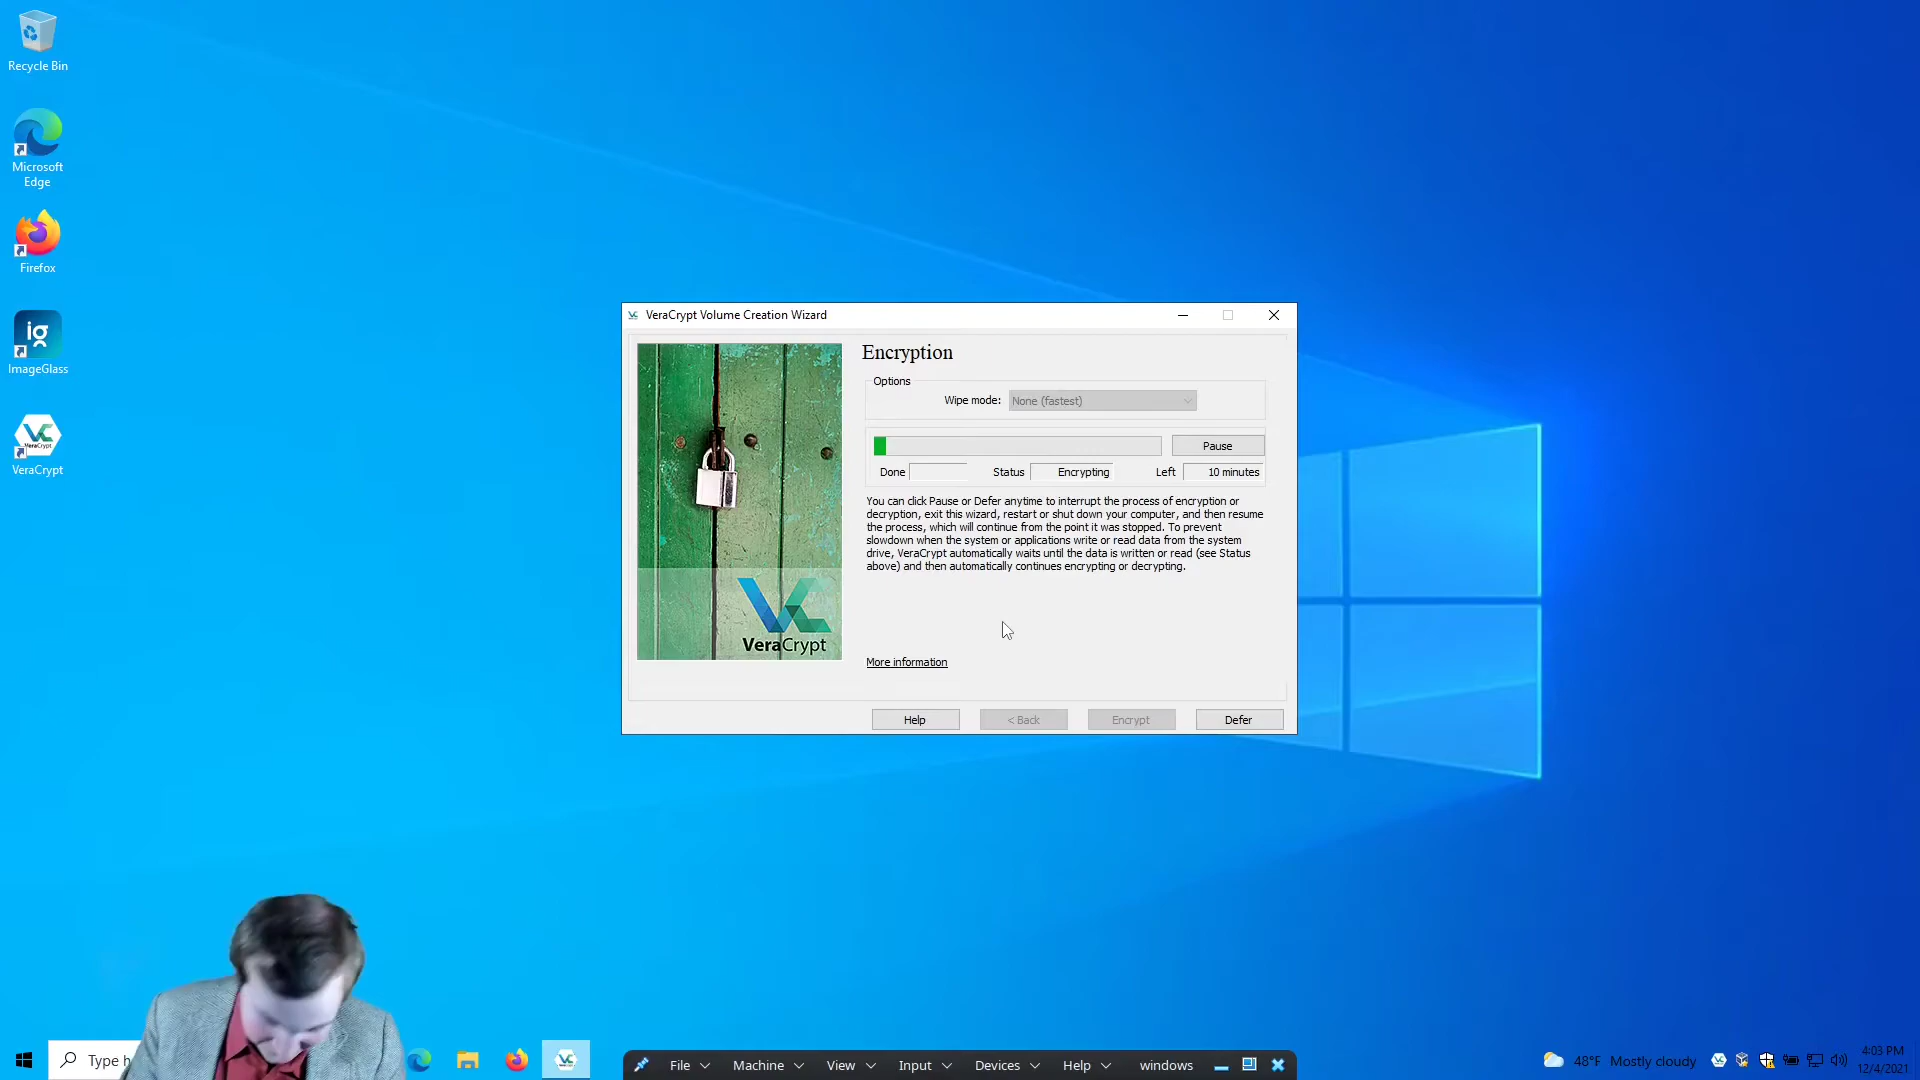 Recycle Bin
Microsoft
Edge
Firefox
ig
ImageGlass
VeraCrypt
VeraCrypt
VeraCrypt Volume Creation Wizard
Encryption
Options
Wipe mode: None (fastest)
Pause
Done Status Encrypting Left 10 minutes
You can click Pause or Defer anytime to interrupt the process of encryption or
decryption, exit this wizard, restart or shut down your computer, and then resume
the process, which will continue from the point it was stopped. To prevent
slowdown when the system or applications write or read data from the system
drive, VeraCrypt automatically waits until the data is written or read (see Status
above) and then automatically continues encrypting or decrypting.
VeraCrypt
More information
Help < Back Encrypt Defer
Type h
File Machine View Input Devices Help windows
48°F Mostly cloudy
4:03 PM
12/4/2021